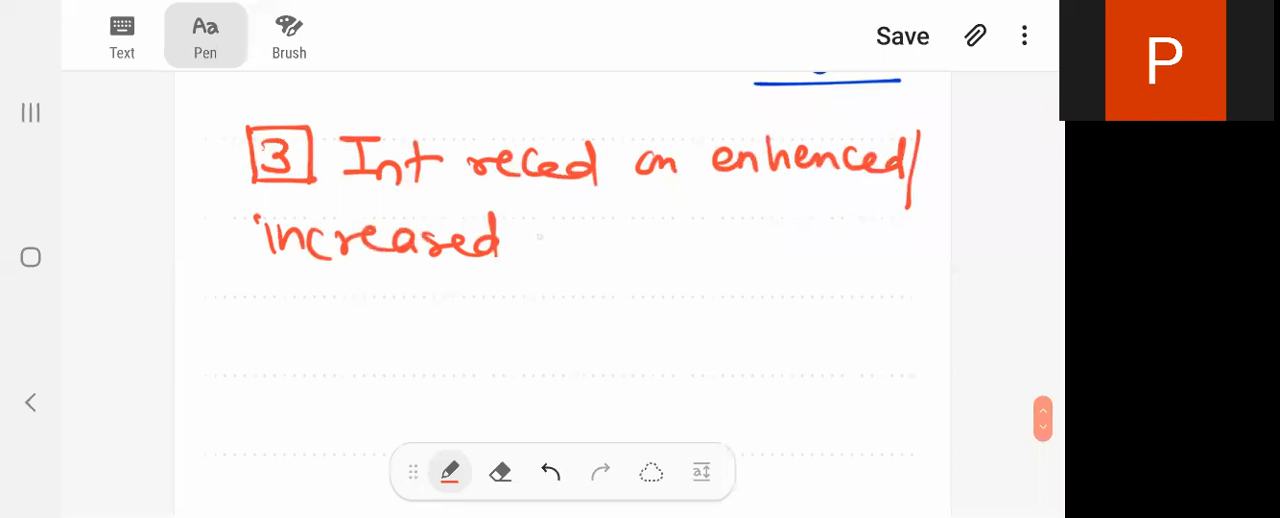 Text
Pen
Brush
Save
P
3 Int reced on enhenced/
increased